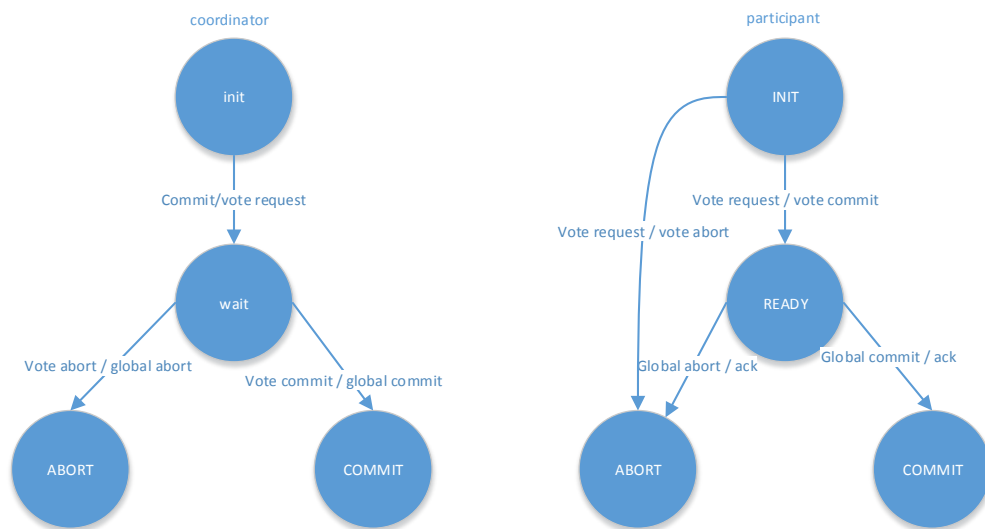 coordinator
participant
init
INIT
Commit/vote request
Vote request / vote commit
Vote request / vote abort
wait
READY
Vote abort / global abort
Vote commit / global commit
Global abort / ack
Global commit / ack
ABORT
COMMIT
ABORT
COMMIT